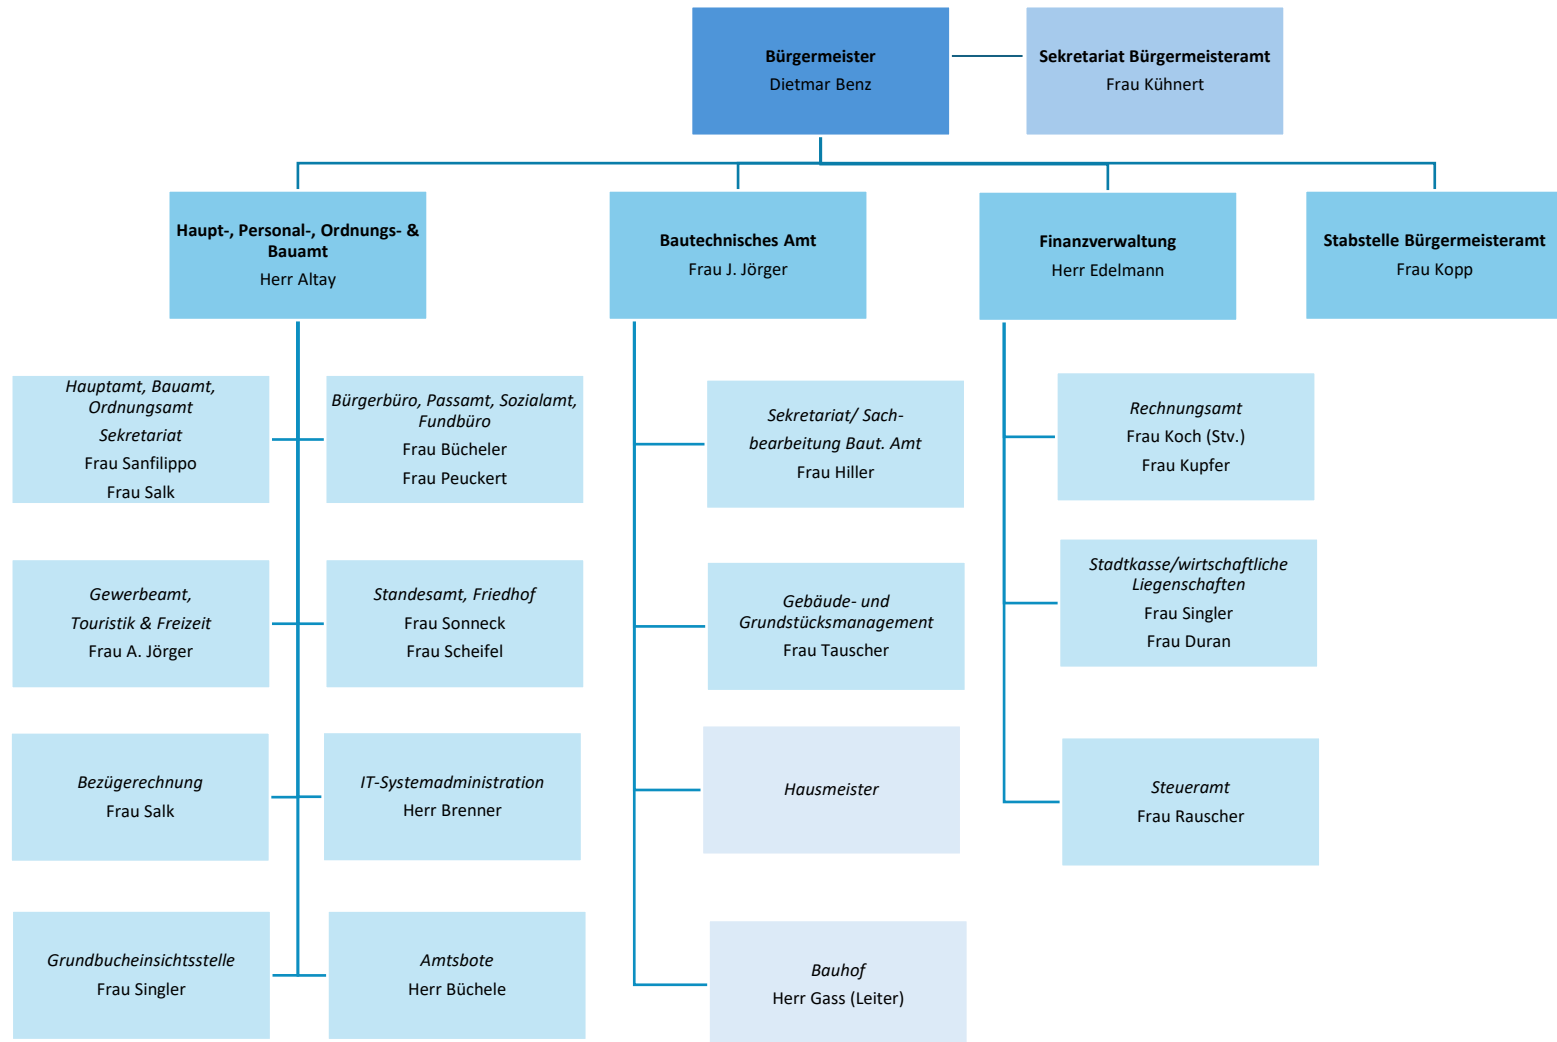 Bürgermeister
Dietmar Benz
Sekretariat Bürgermeisteramt
Frau Kühnert
Haupt-, Personal-, Ordnungs- &
Bauamt
Herr Altay
Bautechnisches Amt
Frau J. Jörger
Finanzverwaltung
Herr Edelmann
Stabstelle Bürgermeisteramt
Frau Kopp
Hauptamt, Bauamt,
Ordnungsamt
Sekretariat
Frau Sanfilippo
Frau Salk
Bürgerbüro, Passamt, Sozialamt,
Fundbüro
Frau Bücheler
Frau Peuckert
Sekretariat/ Sach-
bearbeitung Baut. Amt
Frau Hiller
Rechnungsamt
Frau Koch (Stv.)
Frau Kupfer
Gewerbeamt,
Touristik & Freizeit
Frau A. Jörger
Standesamt, Friedhof
Frau Sonneck
Frau Scheifel
Gebäude- und
Grundstücksmanagement
Frau Tauscher
Stadtkasse/wirtschaftliche
Liegenschaften
Frau Singler
Frau Duran
Bezügerechnung
Frau Salk
IT-Systemadministration
Herr Brenner
Hausmeister
Steueramt
Frau Rauscher
Grundbucheinsichtsstelle
Frau Singler
Amtsbote
Herr Büchele
Bauhof
Herr Gass (Leiter)